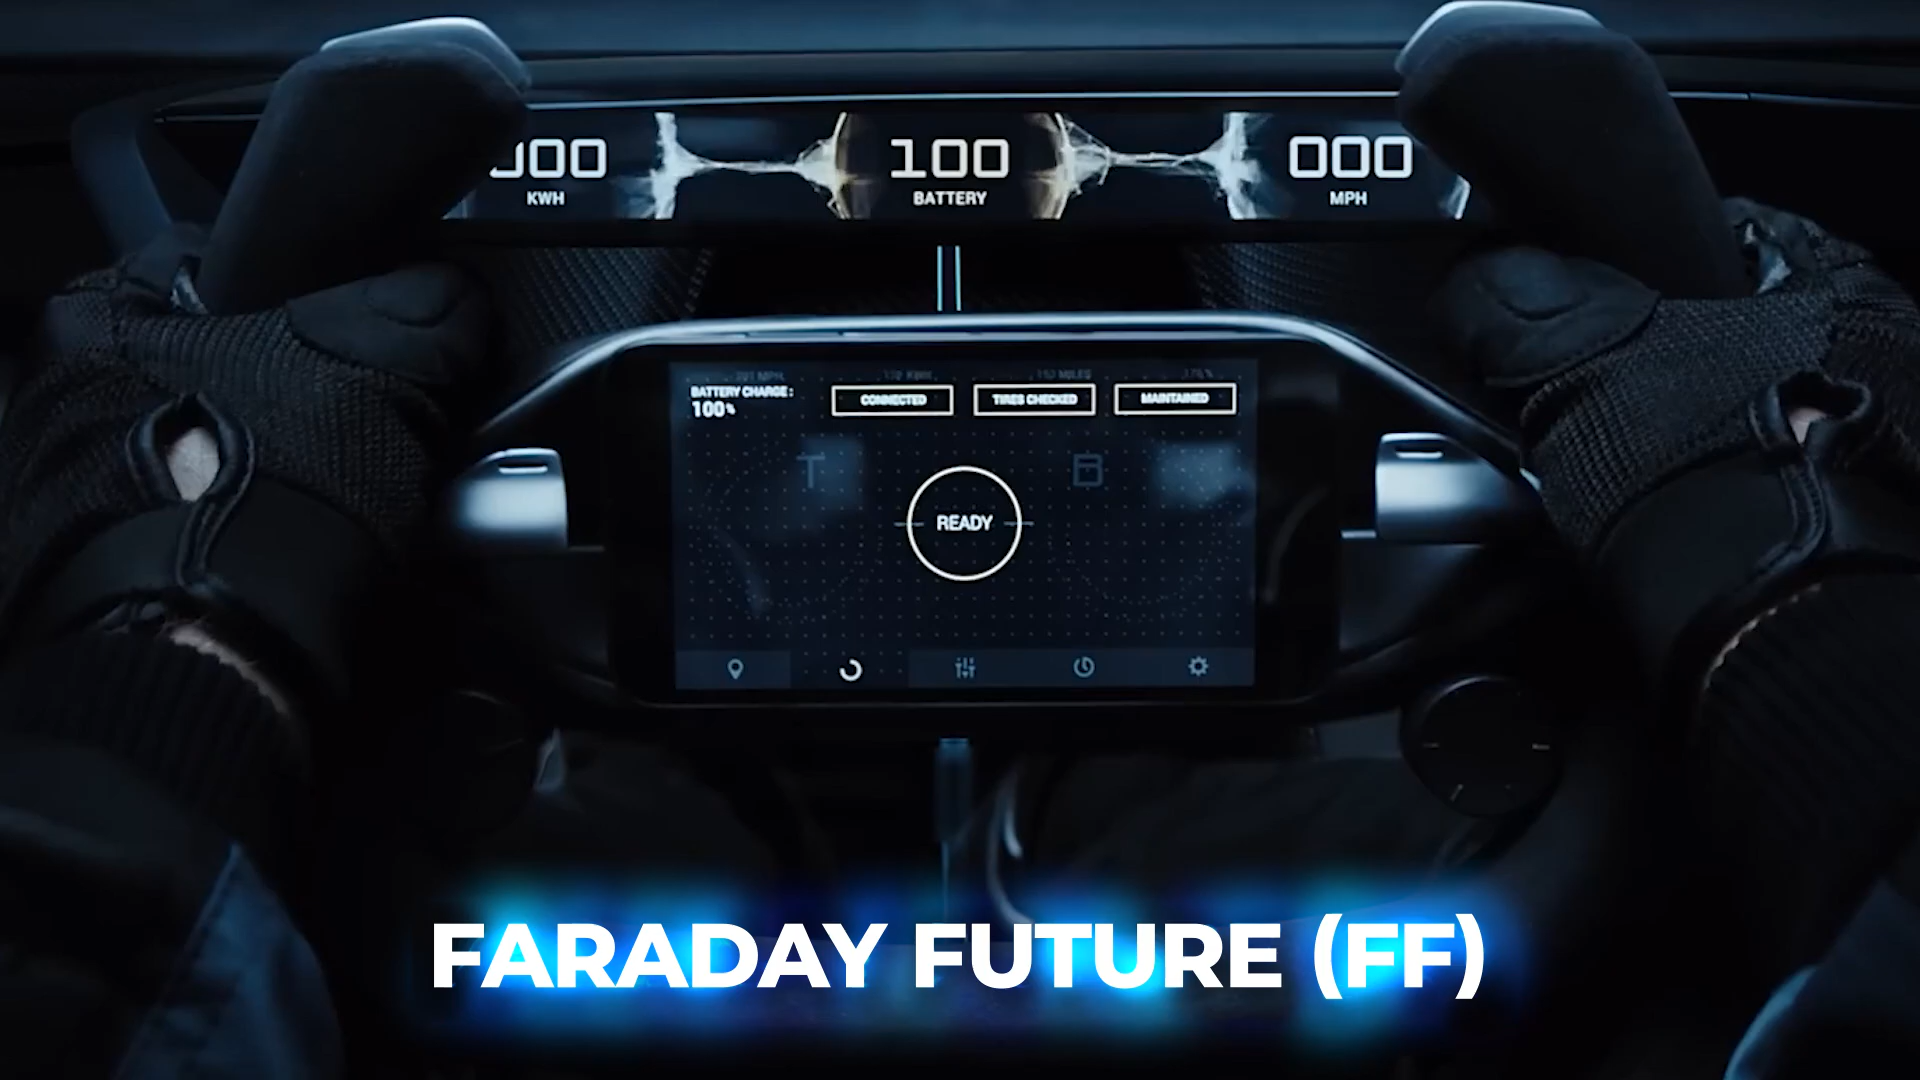 000 100 000
KWH BATTERY MPH
BATTERY CHARGE : CONNECTED TIRES CHECKED MAINTAINED
100%
T B
READY
FARADAY FUTURE (FF)